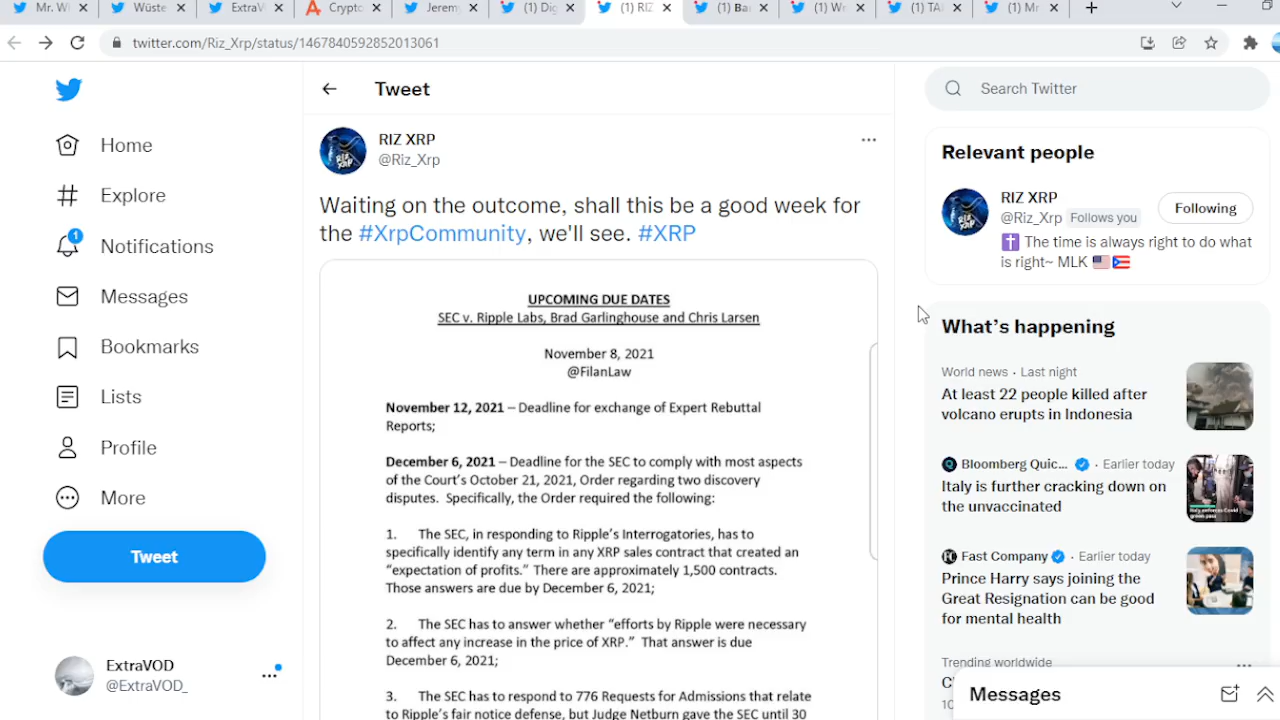 Mr. Wi
Wüste
ExtraV
Crypto
Jerem
(1) Dig
(1) RIZ
(1) Ba
(1) W
(1) TA
(1) Mr
twitter.com/Riz_Xrp/status/1467840592852013061
Home
Explore
1
Notifications
Messages
Bookmarks
Lists
Profile
More
Tweet
ExtraVOD
@ExtraVOD_
Tweet
RIZ XRP
@Riz_Xrp
Waiting on the outcome, shall this be a good week for
the #XrpCommunity, we'll see. #XRP
UPCOMING DUE DATES
SEC v. Ripple Labs, Brad Garlinghouse and Chris Larsen
November 8, 2021
@FilanLaw
November 12, 2021 – Deadline for exchange of Expert Rebuttal
Reports;
December 6, 2021 – Deadline for the SEC to comply with most aspects
of the Court's October 21, 2021, Order regarding two discovery
disputes. Specifically, the Order required the following:
1. The SEC, in responding to Ripple's Interrogatories, has to
specifically identify any term in any XRP sales contract that created an
"expectation of profits." There are approximately 1,500 contracts.
Those answers are due by December 6, 2021;
2. The SEC has to answer whether "efforts by Ripple were necessary
to affect any increase in the price of XRP." That answer is due
December 6, 2021;
3. The SEC has to respond to 776 Requests for Admissions that relate
to Ripple's fair notice defense, but Judge Netburn gave the SEC until 30
Search Twitter
Relevant people
RIZ XRP
@Riz_Xrp Follows you
Following
The time is always right to do what
is right~ MLK
What's happening
World news · Last night
At least 22 people killed after
volcano erupts in Indonesia
Bloomberg Quic... · Earlier today
Italy is further cracking down on
the unvaccinated
Fast Company · Earlier today
Prince Harry says joining the
Great Resignation can be good
for mental health
Trending worldwide
Messages